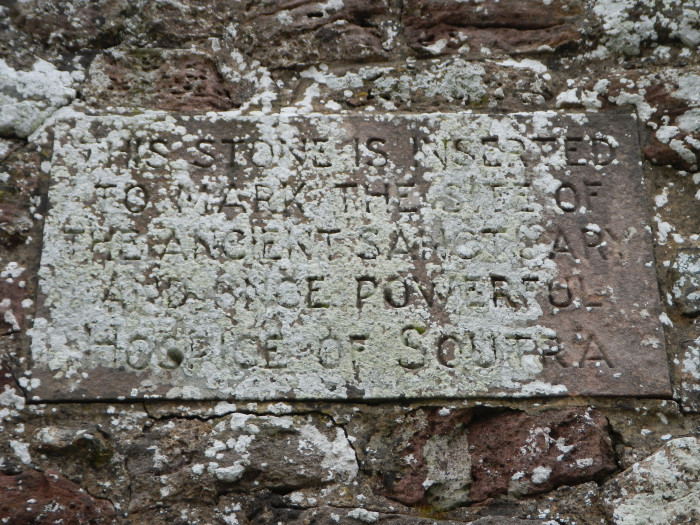 THIS STONE IS INSERTED
TO MARK THE SITE OF
THE ANCIENT SANCTUARY
AND ONCE POWERFUL
HOSPICE OF SOUTRA